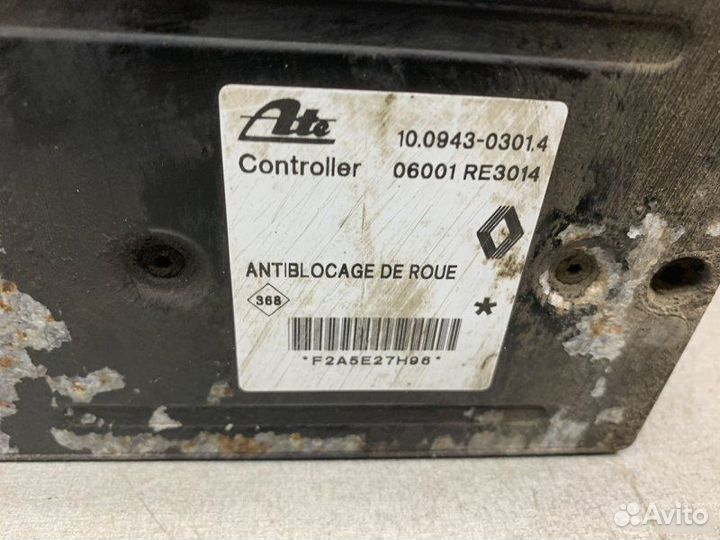 Ate
10.0943-0301.4
Controller 06001 RE3014
ANTIBLOCAGE DE ROUE
368
*
*F2A5E27H96*
Avito